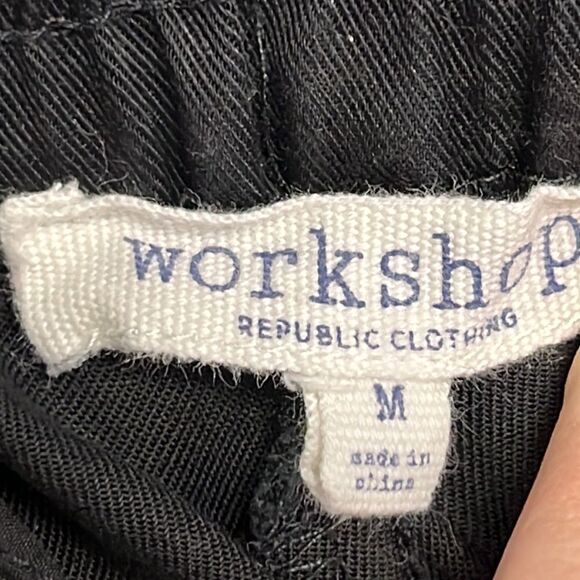 workshop
REPUBLIC CLOTHING
M
made in
china